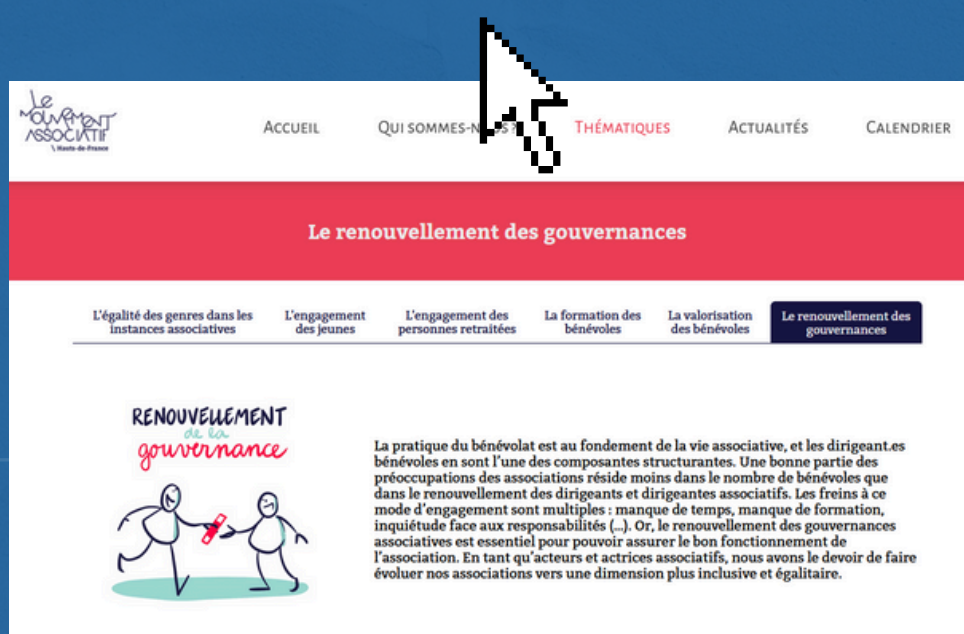 Le
MOUVEMENT
ASSOCIATIF
\ Hauts-de-France
ACCUEIL
QUI SOMMES-NOUS ?
THÉMATIQUES
ACTUALITÉS
CALENDRIER
Le renouvellement des gouvernances
L'égalité des genres dans les
instances associatives
L'engagement
des jeunes
L'engagement des
personnes retraitées
La formation des
bénévoles
La valorisation
des bénévoles
Le renouvellement des
gouvernances
RENOUVELLEMENT
de la
gouvernance
La pratique du bénévolat est au fondement de la vie associative, et les dirigeant.es
bénévoles en sont l'une des composantes structurantes. Une bonne partie des
préoccupations des associations réside moins dans le nombre de bénévoles que
dans le renouvellement des dirigeants et dirigeantes associatifs. Les freins à ce
mode d'engagement sont multiples : manque de temps, manque de formation,
inquiétude face aux responsabilités (...). Or, le renouvellement des gouvernances
associatives est essentiel pour pouvoir assurer le bon fonctionnement de
l'association. En tant qu'acteurs et actrices associatifs, nous avons le devoir de faire
évoluer nos associations vers une dimension plus inclusive et égalitaire.